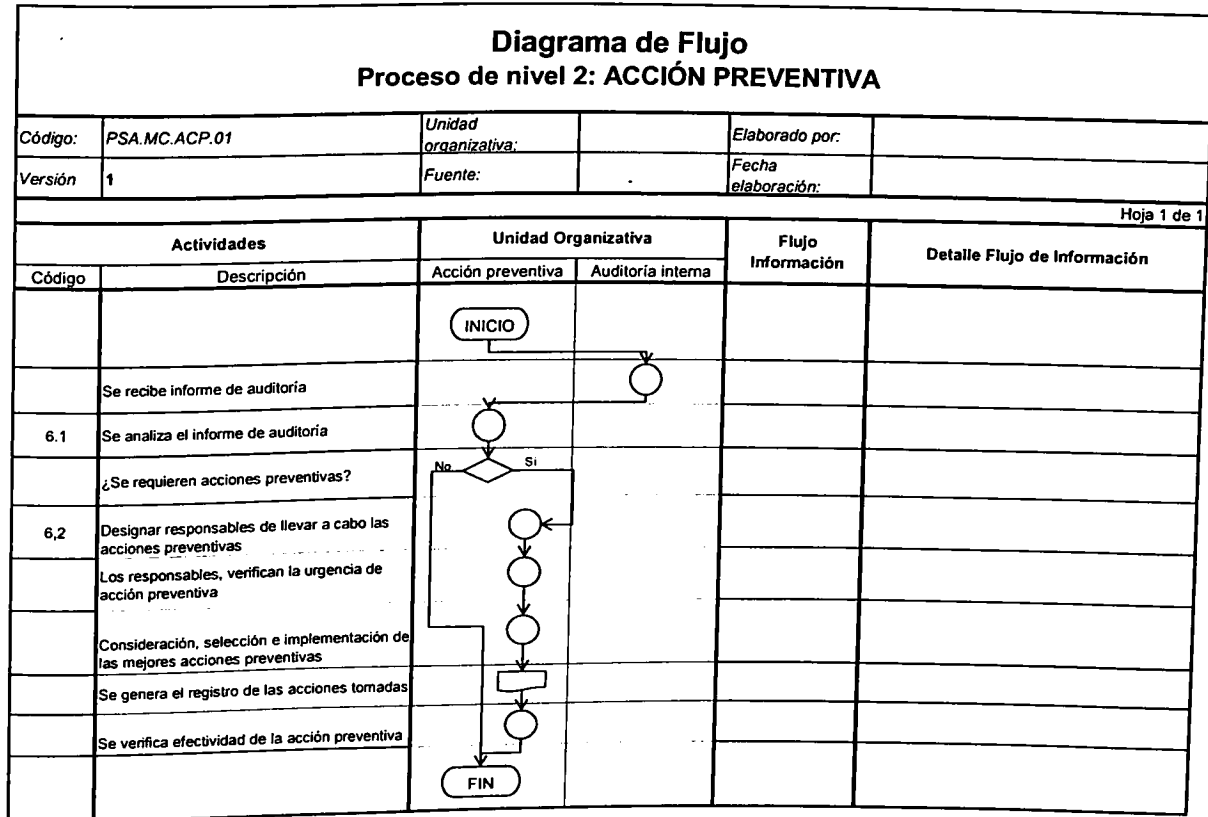 Diagrama de Flujo
Proceso de nivel 2: ACCIÓN PREVENTIVA
Código: PSA.MC.ACP.01 Unidad organizativa: Elaborado por:
Versión 1 Fuente: Fecha elaboración:
Hoja 1 de 1
Actividades Unidad Organizativa Flujo Información Detalle Flujo de Información
Código Descripción Acción preventiva Auditoría interna
INICIO
Se recibe informe de auditoría
6.1 Se analiza el informe de auditoría
¿Se requieren acciones preventivas? No Si
6,2 Designar responsables de llevar a cabo las
acciones preventivas
Los responsables, verifican la urgencia de
acción preventiva
Consideración, selección e implementación de
las mejores acciones preventivas
Se genera el registro de las acciones tomadas
Se verifica efectividad de la acción preventiva
FIN